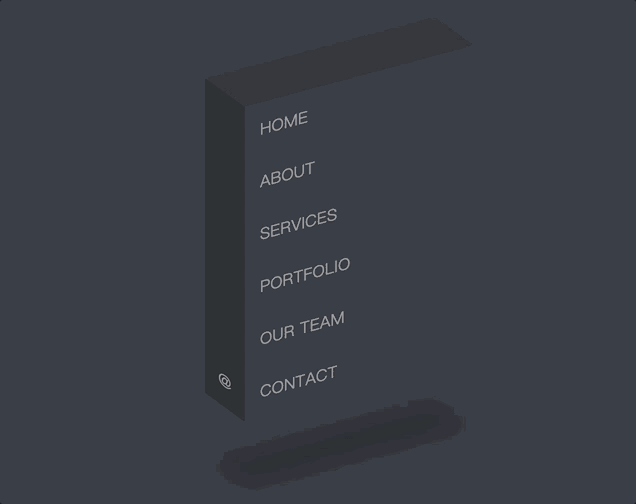 HOME
ABOUT
SERVICES
PORTFOLIO
OUR TEAM
@
CONTACT